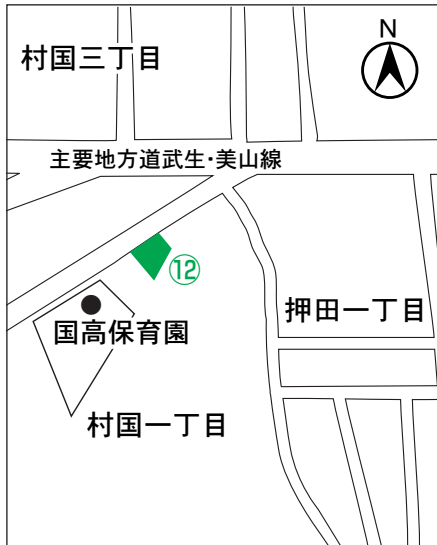 N
村国三丁目
主要地方道武生・美山線
⑫
押田一丁目
国高保育園
村国一丁目